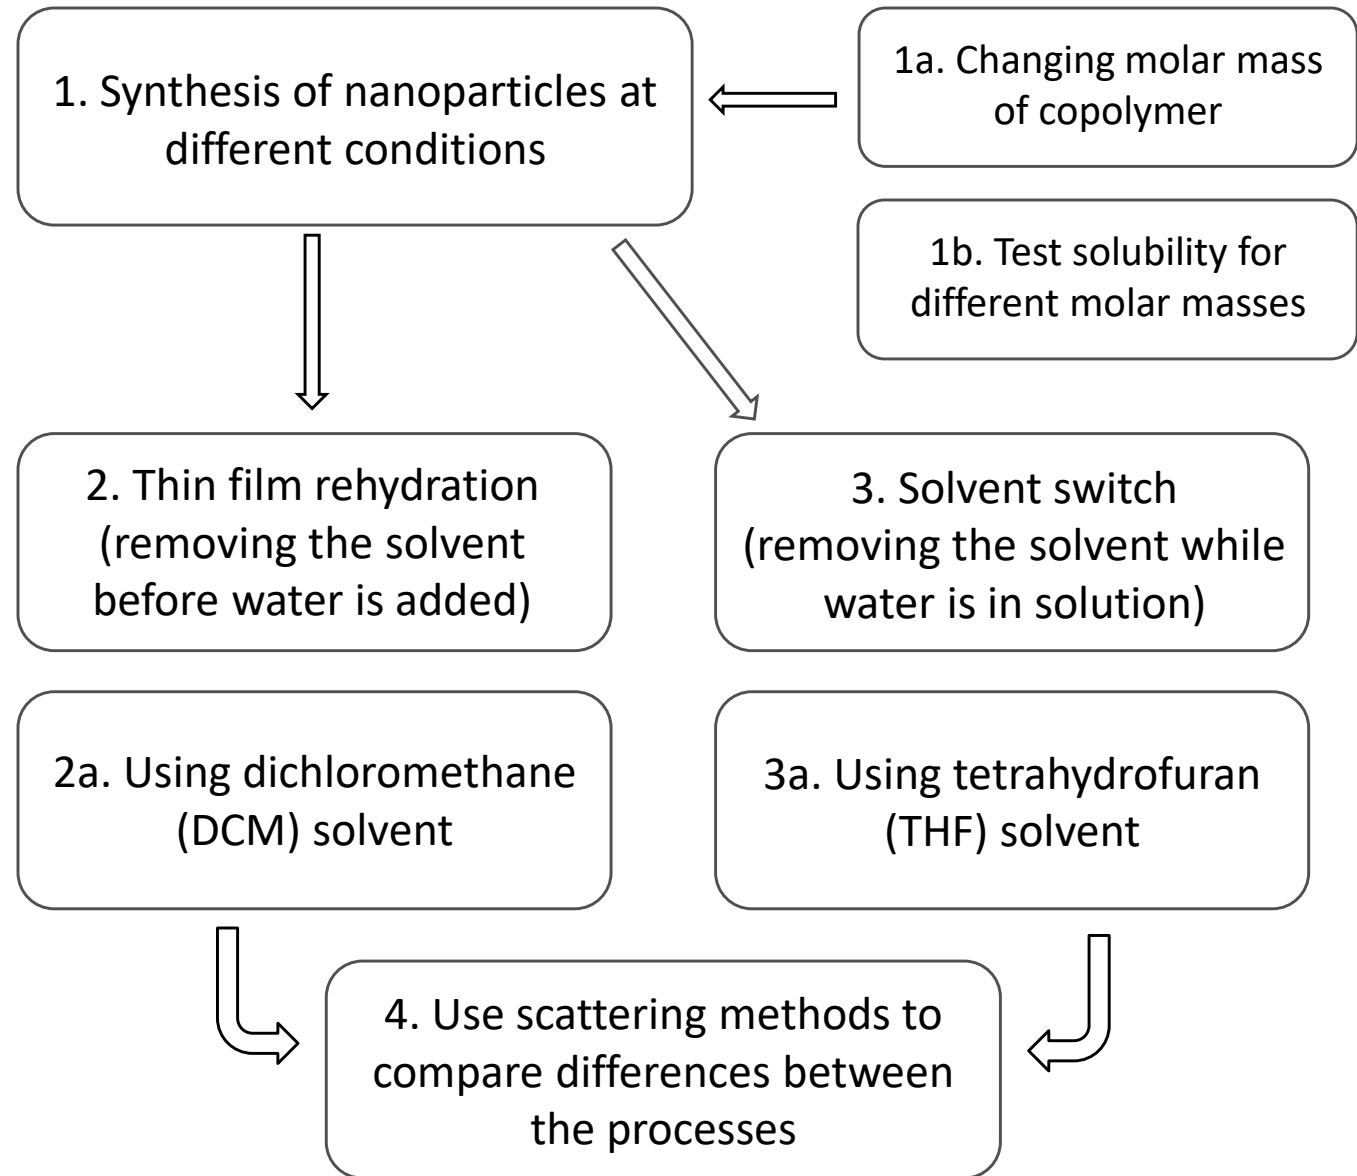 1. Synthesis of nanoparticles at
different conditions
1a. Changing molar mass
of copolymer
1b. Test solubility for
different molar masses
2. Thin film rehydration
(removing the solvent
before water is added)
3. Solvent switch
(removing the solvent while
water is in solution)
2a. Using dichloromethane
(DCM) solvent
3a. Using tetrahydrofuran
(THF) solvent
4. Use scattering methods to
compare differences between
the processes